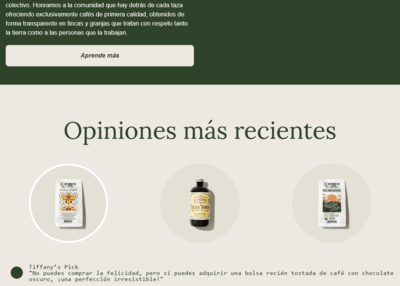 colectivo. Honramos a la comunidad que hay detrás de cada taza
ofreciendo exclusivamente cafés de primera calidad, obtenidos de
forma transparente en fincas y granjas que tratan con respeto tanto
la tierra como a las personas que la trabajan.
Aprende más
Opiniones más recientes
Tiffany's Pick
"No puedes comprar la felicidad, pero sí puedes adquirir una bolsa recién tostada de café con chocolate
oscuro, ¡una perfección irresistible!"